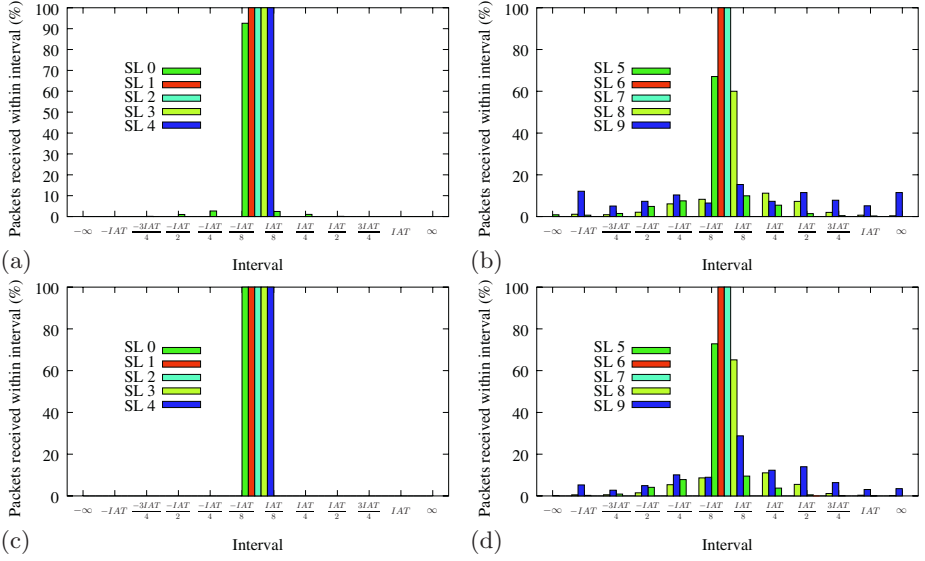 Packets received within interval (%)
100
90
80
70
60
50
40
30
20
10
0
SL 0
SL 1
SL 2
SL 3
SL 4
−∞ −IAT −3IAT/4 −IAT/2 −IAT/4 −IAT/8 IAT/8 IAT/4 IAT/2 3IAT/4 IAT ∞
Interval
(a)
Packets received within interval (%)
100
80
60
40
20
0
SL 5
SL 6
SL 7
SL 8
SL 9
−∞ −IAT −3IAT/4 −IAT/2 −IAT/4 −IAT/8 IAT/8 IAT/4 IAT/2 3IAT/4 IAT ∞
Interval
(b)
Packets received within interval (%)
100
80
60
40
20
0
SL 0
SL 1
SL 2
SL 3
SL 4
−∞ −IAT −3IAT/4 −IAT/2 −IAT/4 −IAT/8 IAT/8 IAT/4 IAT/2 3IAT/4 IAT ∞
Interval
(c)
Packets received within interval (%)
100
80
60
40
20
0
SL 5
SL 6
SL 7
SL 8
SL 9
−∞ −IAT −3IAT/4 −IAT/2 −IAT/4 −IAT/8 IAT/8 IAT/4 IAT/2 3IAT/4 IAT ∞
Interval
(d)